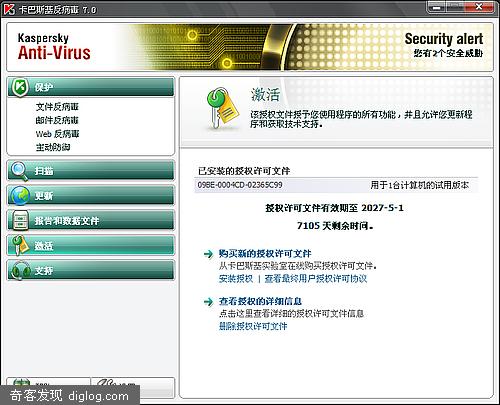 卡巴斯基反病毒 7.0
Kaspersky
Anti-Virus
Security alert
您有2个安全威胁
保护
文件反病毒
邮件反病毒
Web 反病毒
主动防御
扫描
更新
报告和数据文件
激活
支持
激活
该授权文件授予您使用程序的所有功能，并且允许您更新程
序和获取技术支持。
已安装的授权许可文件
09BE-0004CD-02365C99 用于1台计算机的试用版本
授权许可文件有效期至 2027-5-1
7105 天剩余时间。
购买新的授权许可文件
从卡巴斯基实验室在线购买授权许可文件。
安装授权 | 查看最终用户授权许可协议
查看授权的详细信息
点击这里查看详细的授权许可文件信息
删除授权许可文件
奇客发现 diglog.com